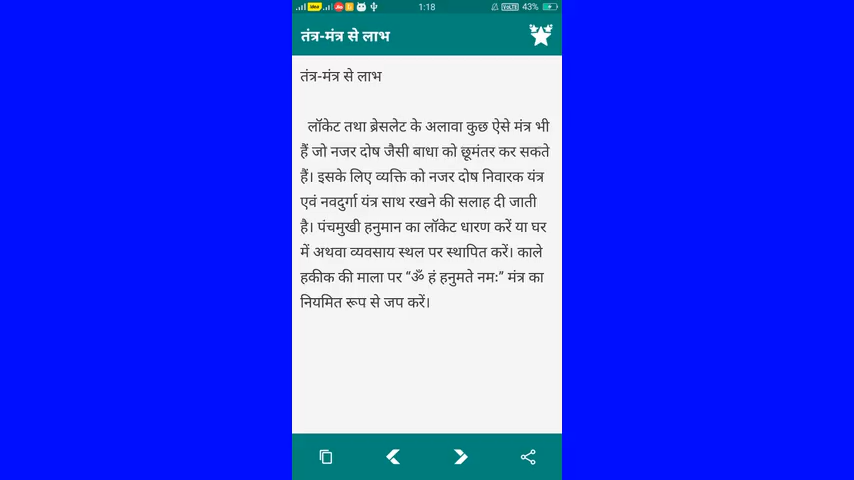 1:18
VoLTE
43%
तंत्र-मंत्र से लाभ
तंत्र-मंत्र से लाभ
लॉकेट तथा ब्रेसलेट के अलावा कुछ ऐसे मंत्र भी
हैं जो नजर दोष जैसी बाधा को छूमंतर कर सकते
हैं। इसके लिए व्यक्ति को नजर दोष निवारक यंत्र
एवं नवदुर्गा यंत्र साथ रखने की सलाह दी जाती
है। पंचमुखी हनुमान का लॉकेट धारण करें या घर
में अथवा व्यवसाय स्थल पर स्थापित करें। काले
हकीक की माला पर “ॐ हं हनुमते नमः” मंत्र का
नियमित रूप से जप करें।